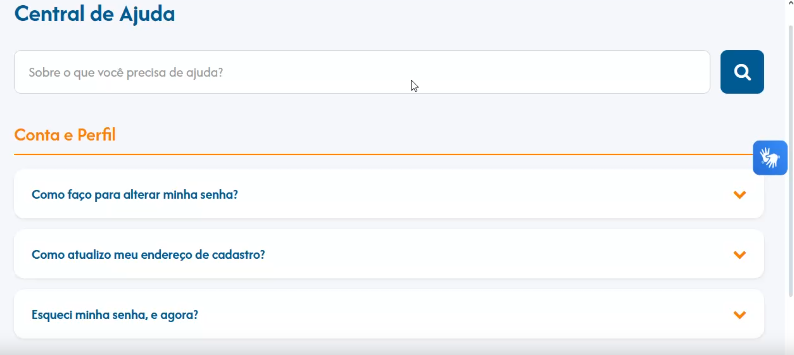 Central de Ajuda
Sobre o que você precisa de ajuda?
Conta e Perfil
Como faço para alterar minha senha?
Como atualizo meu endereço de cadastro?
Esqueci minha senha, e agora?